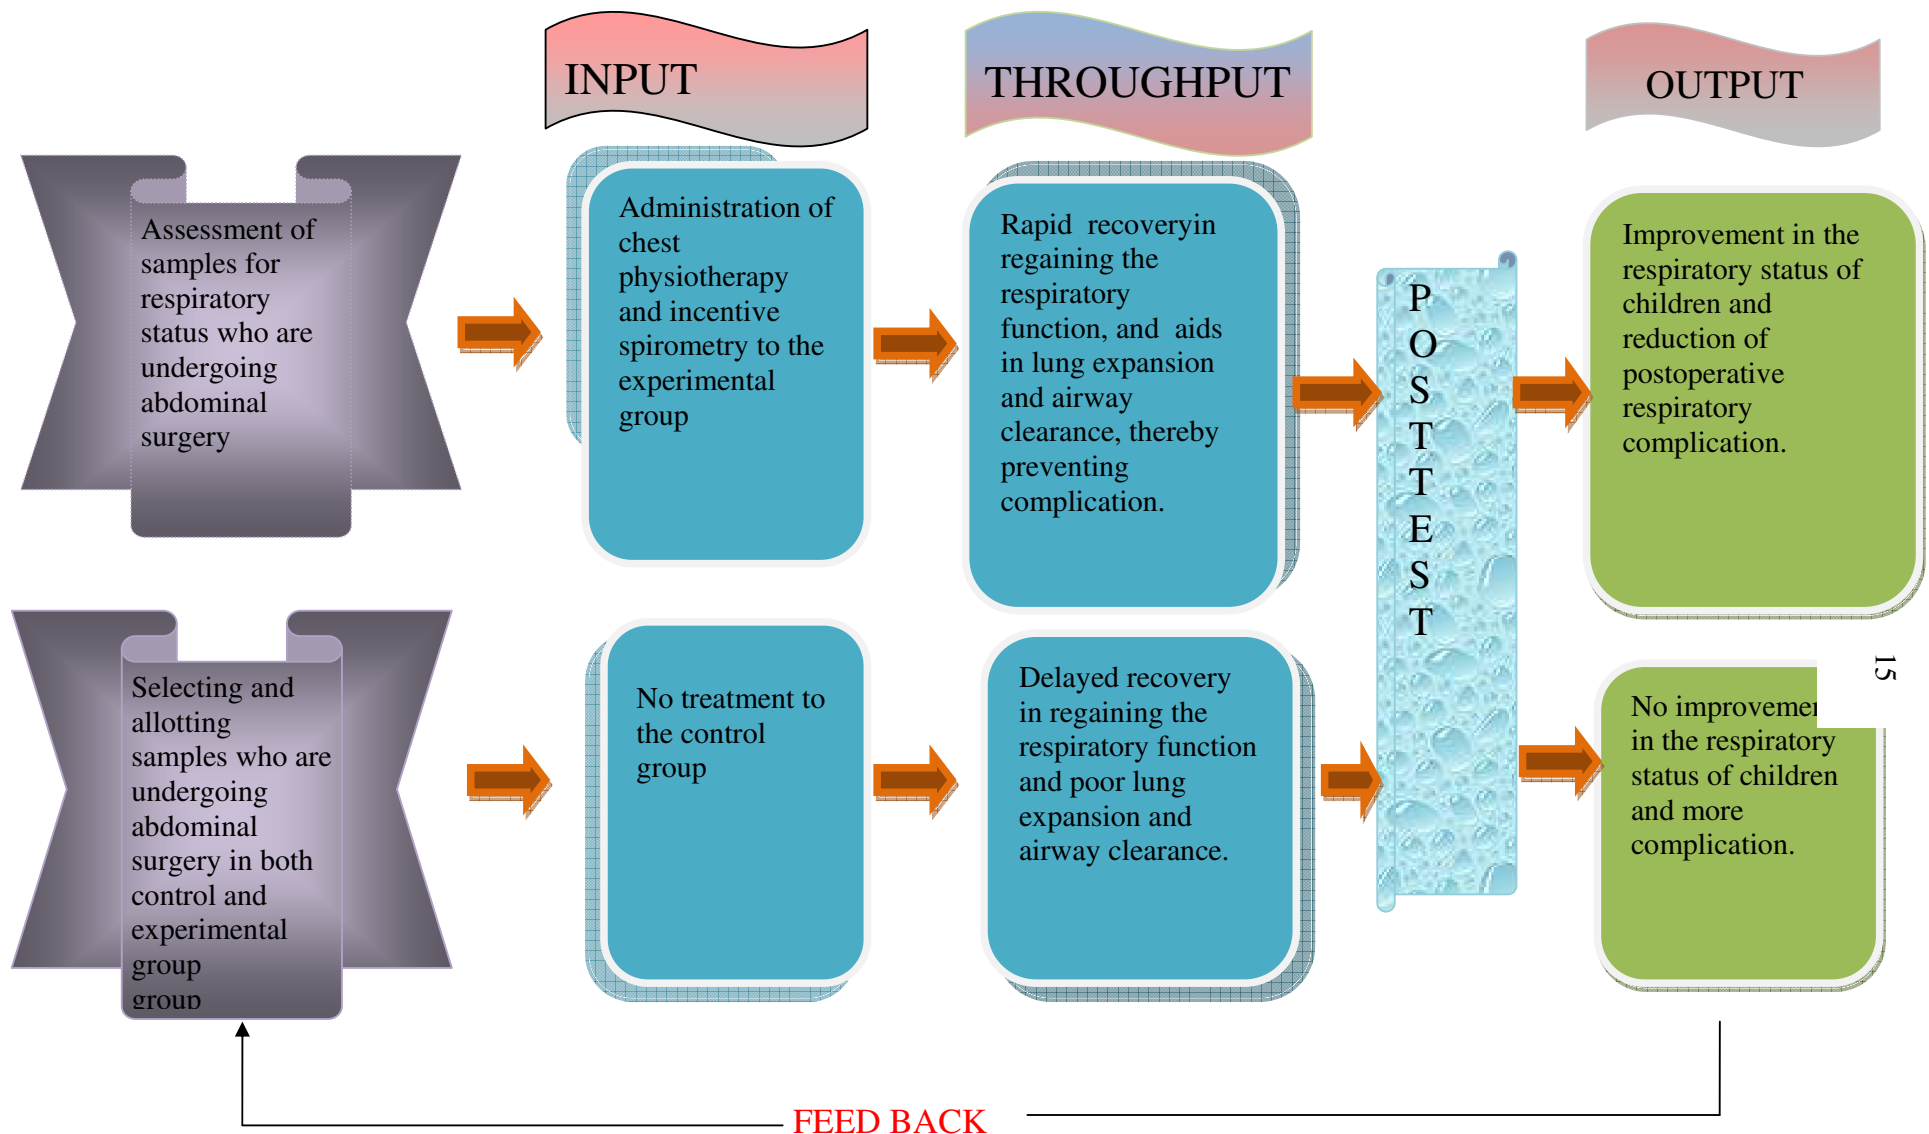 INPUT
THROUGHPUT
OUTPUT
Assessment of
samples for
respiratory
status who are
undergoing
abdominal
surgery
Administration of
chest
physiotherapy
and incentive
spirometry to the
experimental
group
Rapid recoveryin
regaining the
respiratory
function, and aids
in lung expansion
and airway
clearance, thereby
preventing
complication.
P
O
S
T
T
E
S
T
Improvement in the
respiratory status of
children and
reduction of
postoperative
respiratory
complication.
Selecting and
allotting
samples who are
undergoing
abdominal
surgery in both
control and
experimental
group
group
No treatment to
the control
group
Delayed recovery
in regaining the
respiratory function
and poor lung
expansion and
airway clearance.
15
No improvemen
in the respiratory
status of children
and more
complication.
FEED BACK